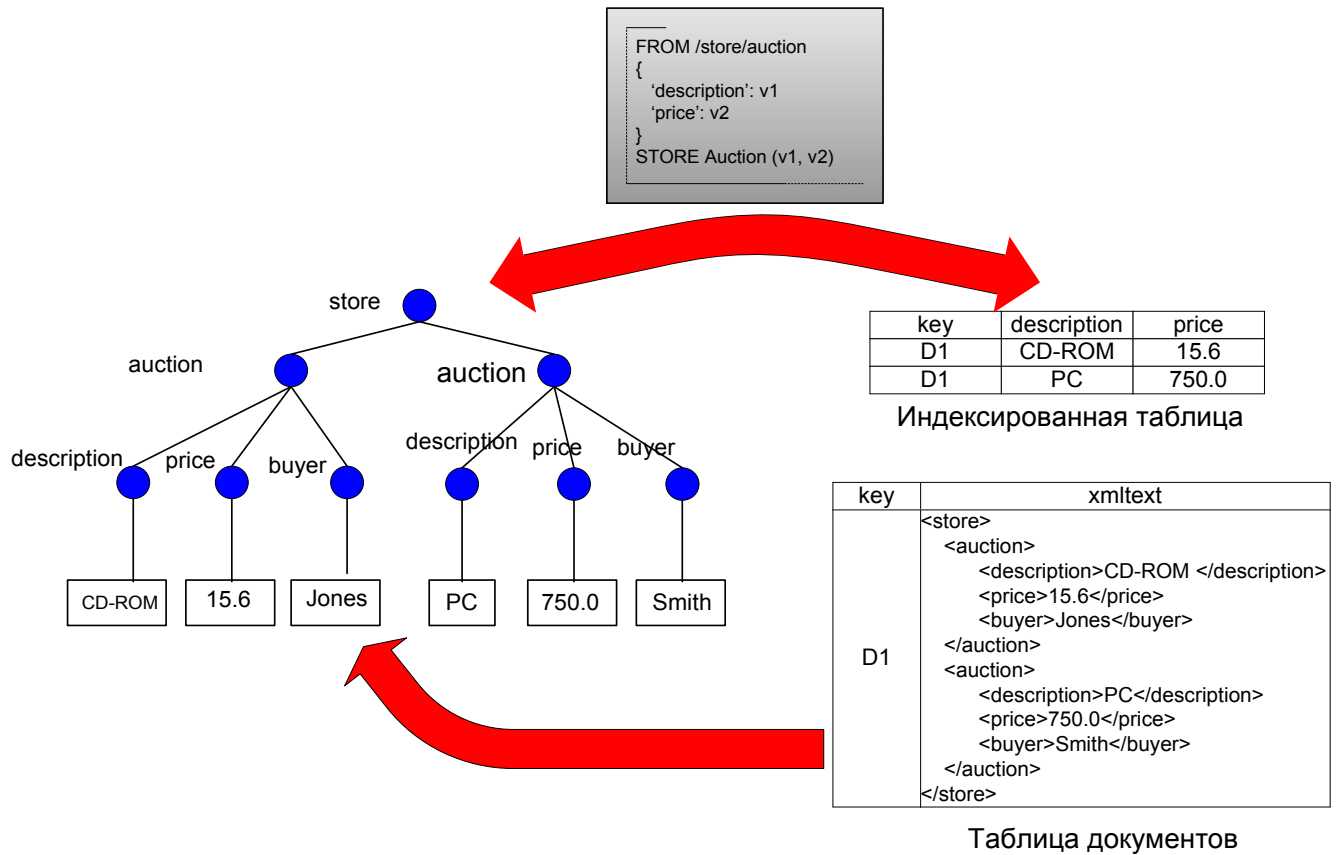 FROM /store/auction
{
‘description’: v1
‘price’: v2
}
STORE Auction (v1, v2)
store
auction
auction
description
price
buyer
description
price
buyer
CD-ROM
15.6
Jones
PC
750.0
Smith
key description price
D1 CD-ROM 15.6
D1 PC 750.0
Индексированная таблица
key xmltext
D1
<store>
<auction>
<description>CD-ROM </description>
<price>15.6</price>
<buyer>Jones</buyer>
</auction>
<auction>
<description>PC</description>
<price>750.0</price>
<buyer>Smith</buyer>
</auction>
</store>
Таблица документов